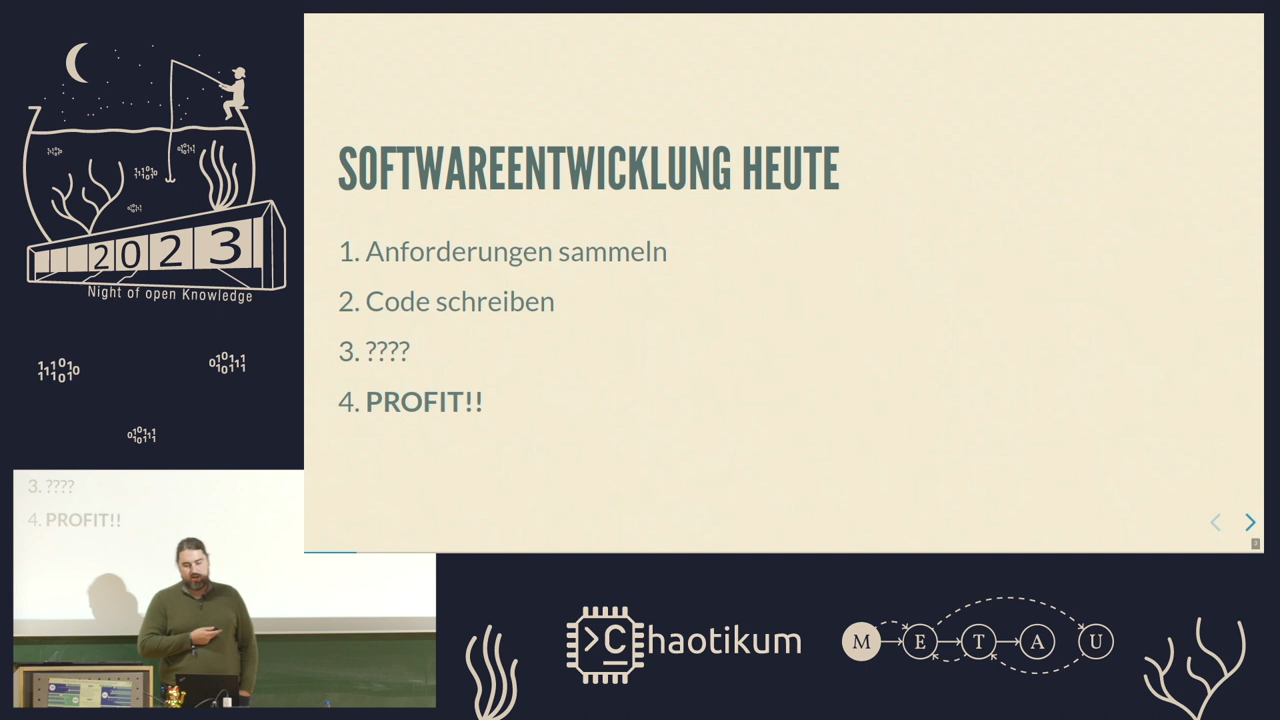 SOFTWAREENTWICKLUNG HEUTE
1. Anforderungen sammeln
2. Code schreiben
3. ????
4. PROFIT!!
2023
Night of open Knowledge
3. ????
4. PROFIT!!
>C_haotikum
M E T A U